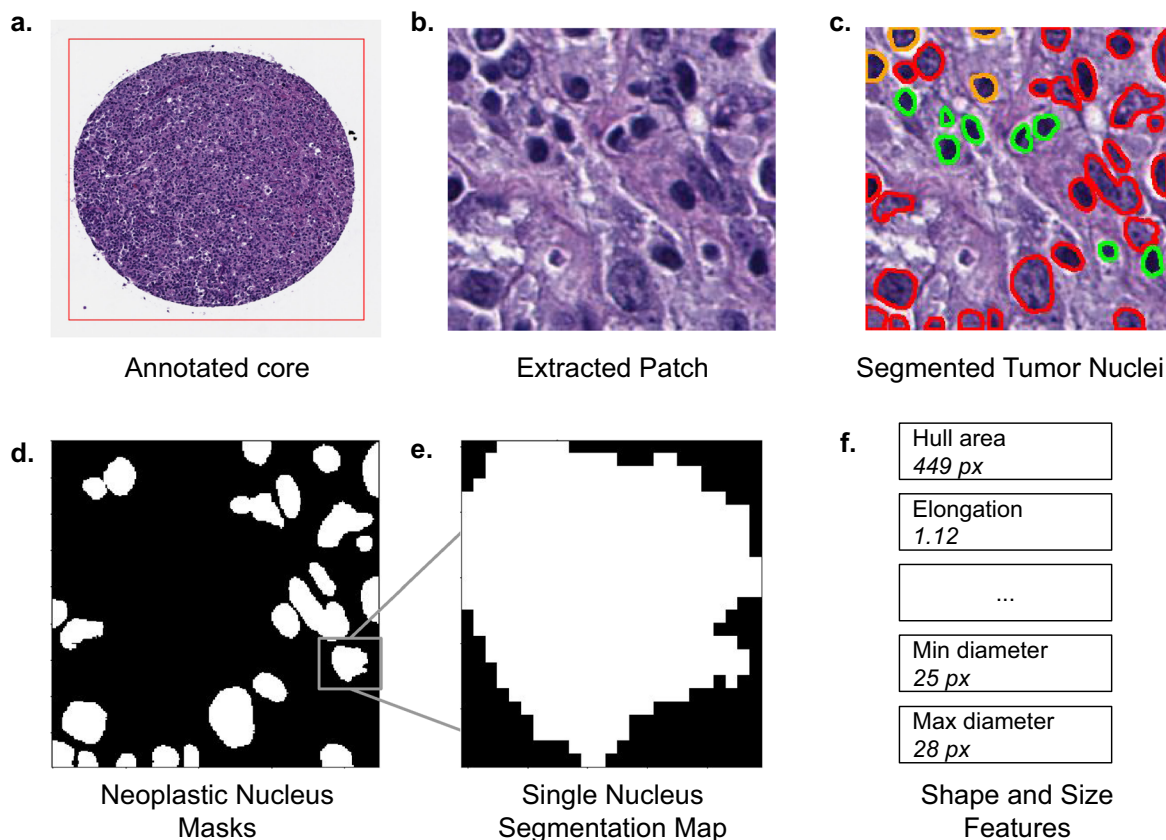 a.
b.
c.
Annotated core
Extracted Patch
Segmented Tumor Nuclei
d.
e.
f.
Hull area
449 px
Elongation
1.12
...
Min diameter
25 px
Max diameter
28 px
Neoplastic Nucleus
Masks
Single Nucleus
Segmentation Map
Shape and Size
Features